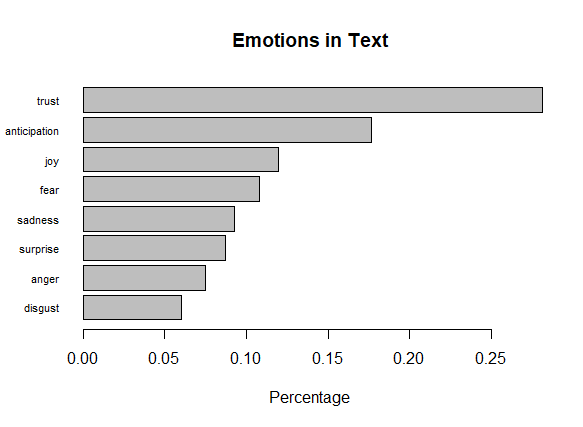 Emotions in Text
trust
anticipation
joy
fear
sadness
surprise
anger
disgust
0.00 0.05 0.10 0.15 0.20 0.25
Percentage